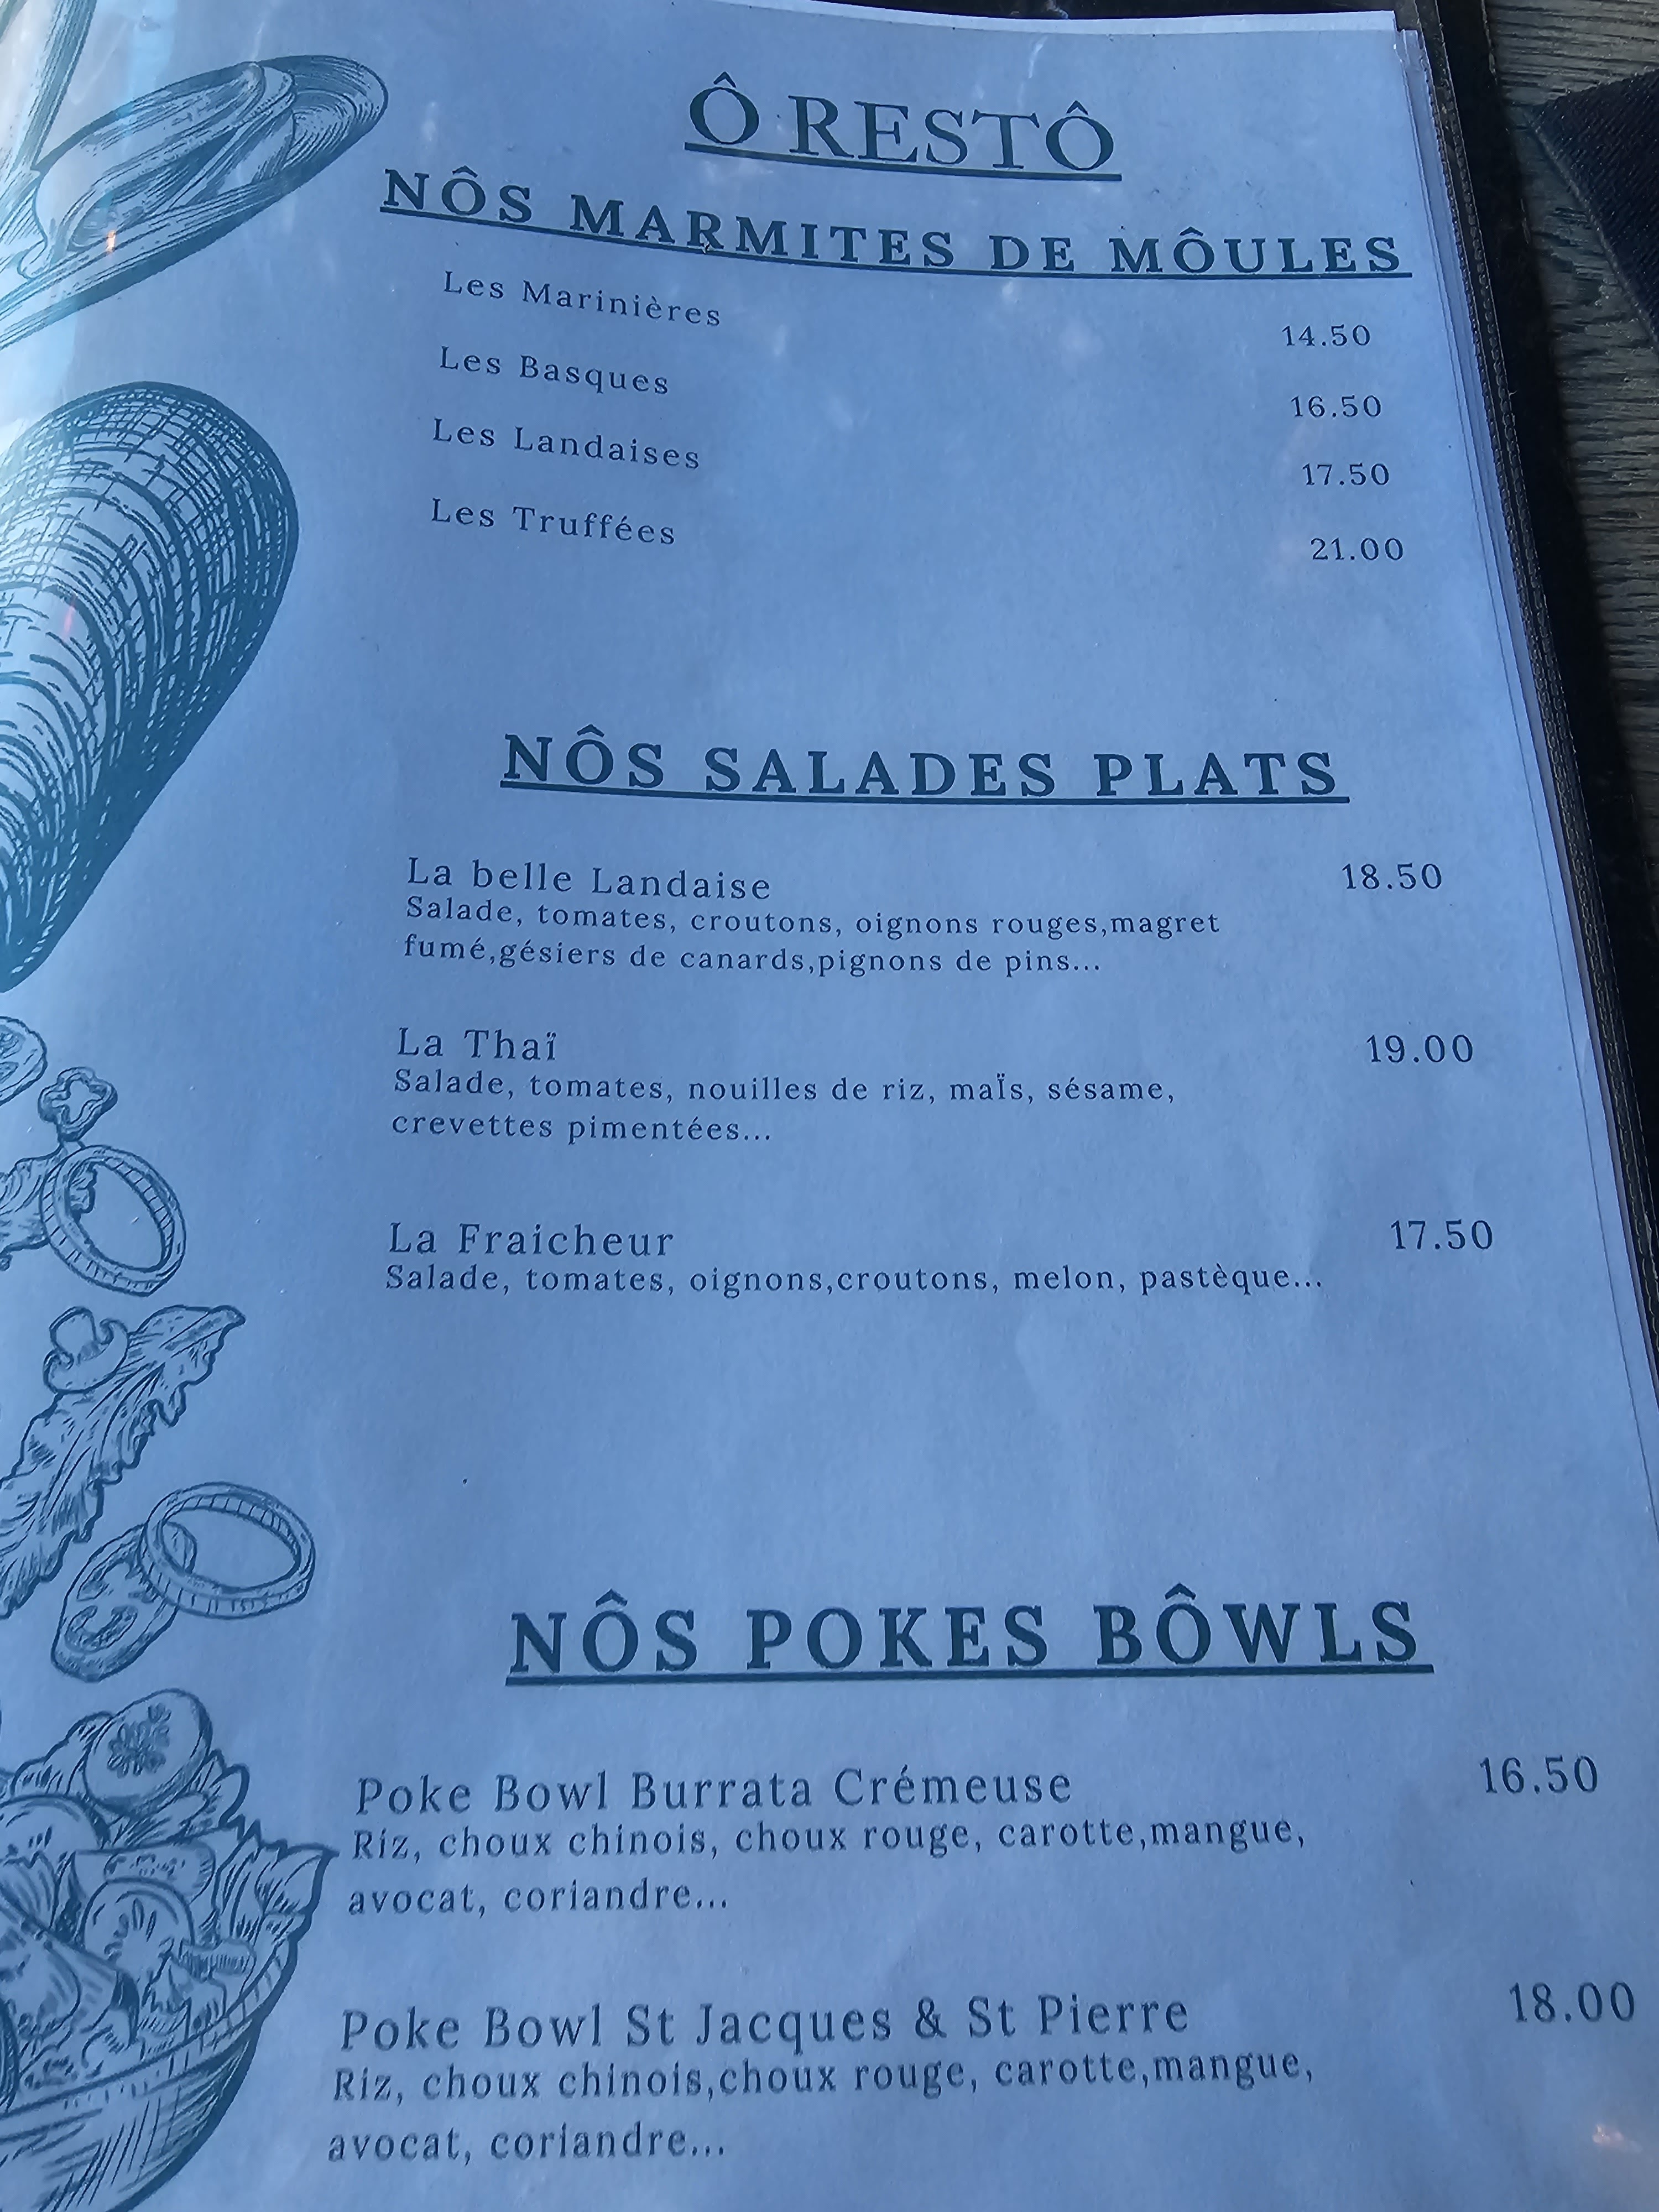 Ô RESTÔ
NÔS MARMITES DE MÔULES
Les Marinières 14.50
Les Basques 16.50
Les Landaises 17.50
Les Truffées 21.00
NÔS SALADES PLATS
La belle Landaise 18.50
Salade, tomates, croutons, oignons rouges,magret
fumé,gésiers de canards,pignons de pins...
La Thaï 19.00
Salade, tomates, nouilles de riz, maÏs, sésame,
crevettes pimentées...
La Fraicheur 17.50
Salade, tomates, oignons,croutons, melon, pastèque...
NÔS POKES BÔWLS
Poke Bowl Burrata Crémeuse 16.50
Riz, choux chinois, choux rouge, carotte,mangue,
avocat, coriandre...
Poke Bowl St Jacques & St Pierre 18.00
Riz, choux chinois,choux rouge, carotte,mangue,
avocat, coriandre...